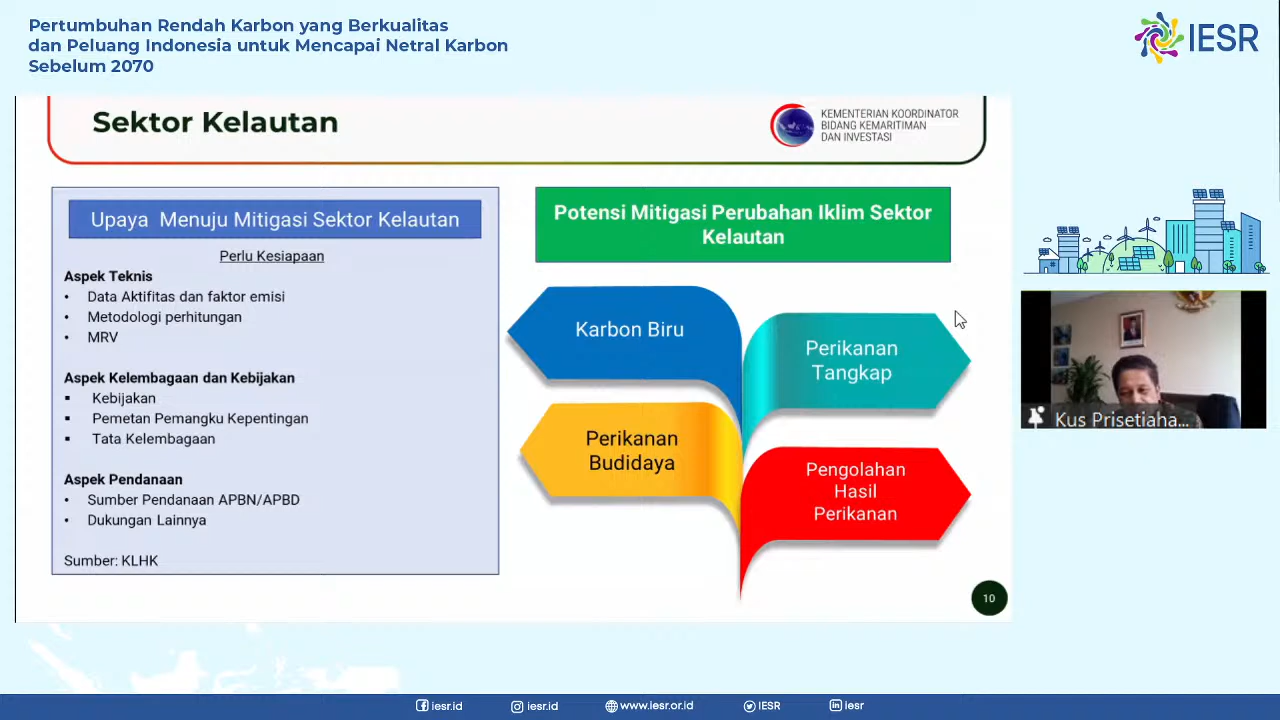 Pertumbuhan Rendah Karbon yang Berkualitas
dan Peluang Indonesia untuk Mencapai Netral Karbon
Sebelum 2070
IESR
Sektor Kelautan
KEMENTERIAN KOORDINATOR
BIDANG KEMARITIMAN
DAN INVESTASI
Upaya Menuju Mitigasi Sektor Kelautan
Perlu Kesiapaan
Aspek Teknis
• Data Aktifitas dan faktor emisi
• Metodologi perhitungan
• MRV
Aspek Kelembagaan dan Kebijakan
▪ Kebijakan
▪ Pemetan Pemangku Kepentingan
▪ Tata Kelembagaan
Aspek Pendanaan
• Sumber Pendanaan APBN/APBD
• Dukungan Lainnya
Sumber: KLHK
Potensi Mitigasi Perubahan Iklim Sektor
Kelautan
Karbon Biru
Perikanan
Tangkap
Perikanan
Budidaya
Pengolahan
Hasil
Perikanan
10
Kus Prisetiaha...
iesr.id
iesr.id
www.iesr.or.id
IESR
iesr